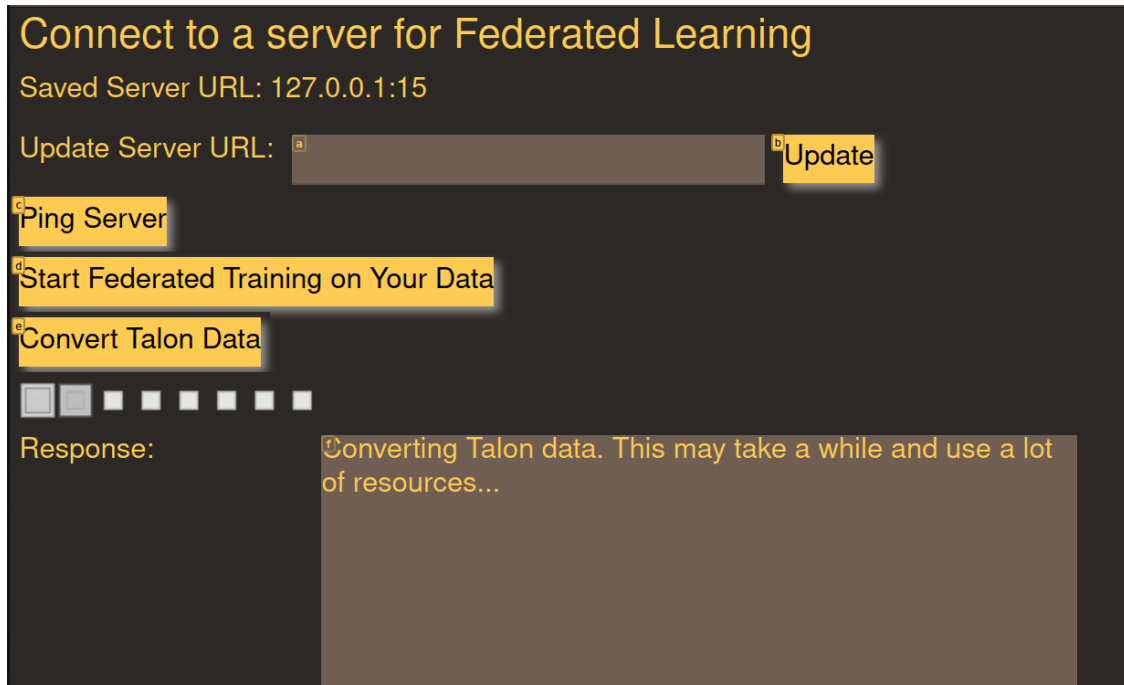 Connect to a server for Federated Learning
Saved Server URL: 127.0.0.1:15
Update Server URL: a b Update
c Ping Server
d Start Federated Training on Your Data
e Convert Talon Data
Response: f Converting Talon data. This may take a while and use a lot
of resources...